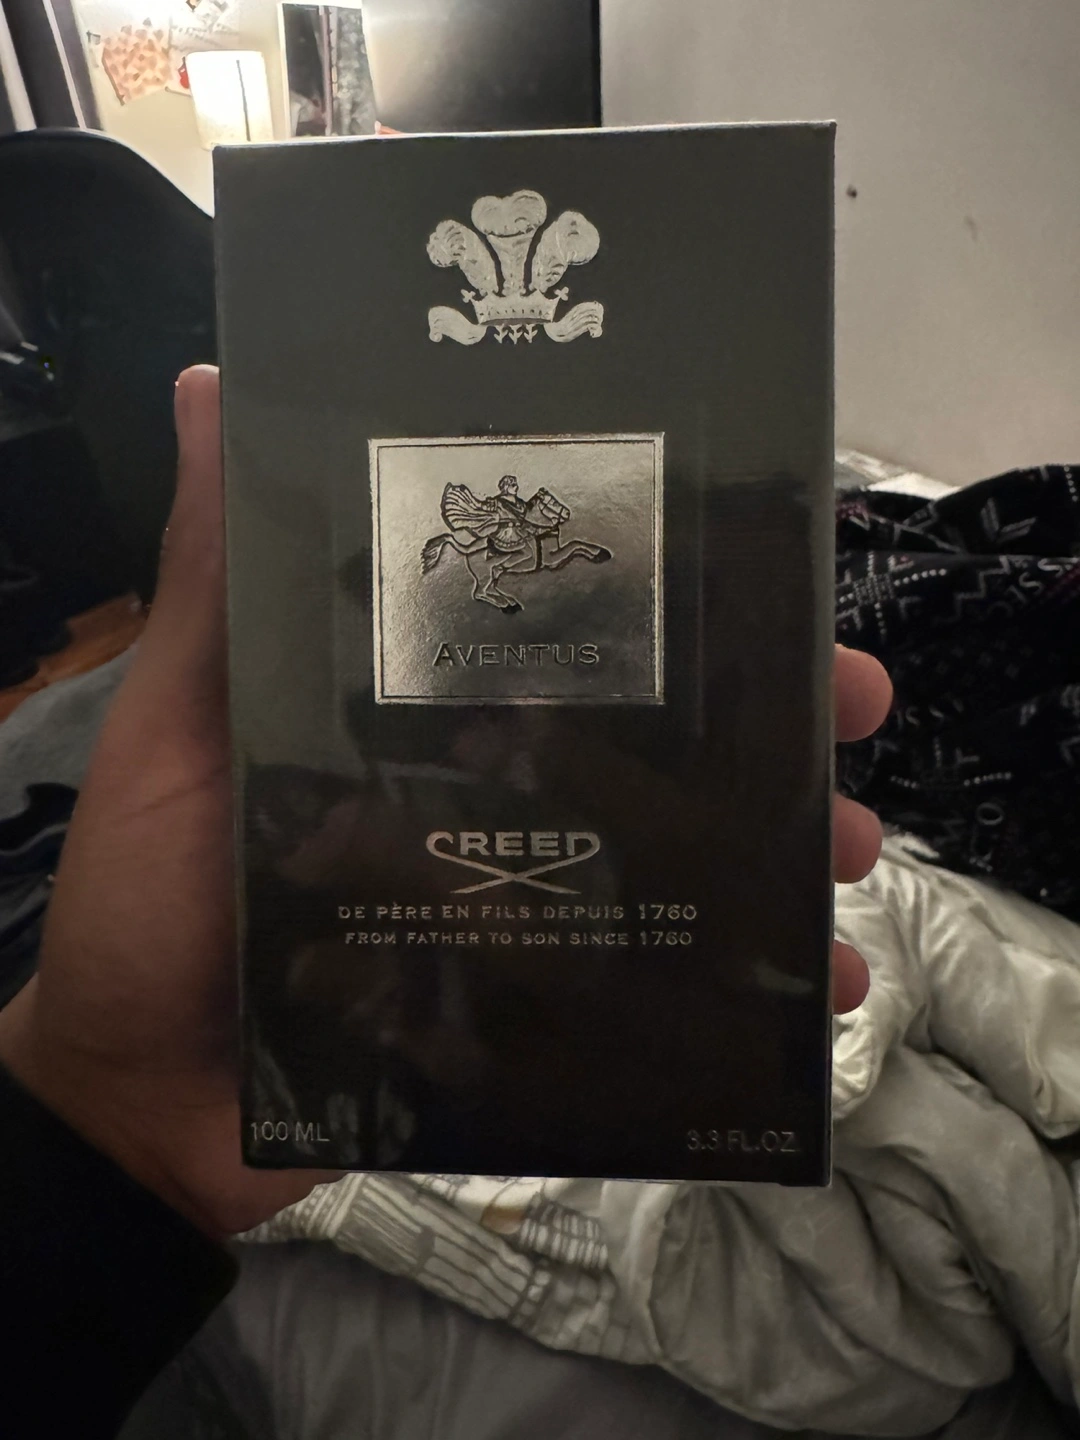 AVENTUS
CREED
DE PÈRE EN FILS DEPUIS 1760
FROM FATHER TO SON SINCE 1760
100 ML
3.3 FL.OZ.